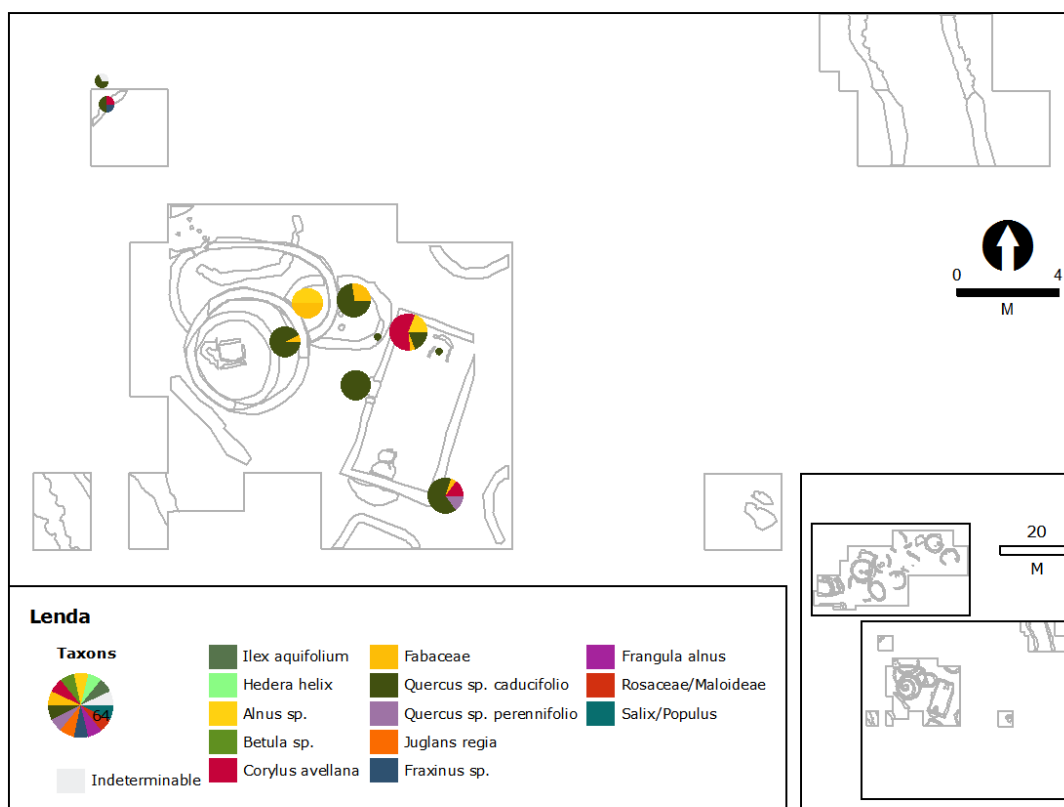 0 4
M
20
M
Lenda
Taxons
64
Indeterminable
Ilex aquifolium
Hedera helix
Alnus sp.
Betula sp.
Corylus avellana
Fabaceae
Quercus sp. caducifolio
Quercus sp. perennifolio
Juglans regia
Fraxinus sp.
Frangula alnus
Rosaceae/Maloideae
Salix/Populus